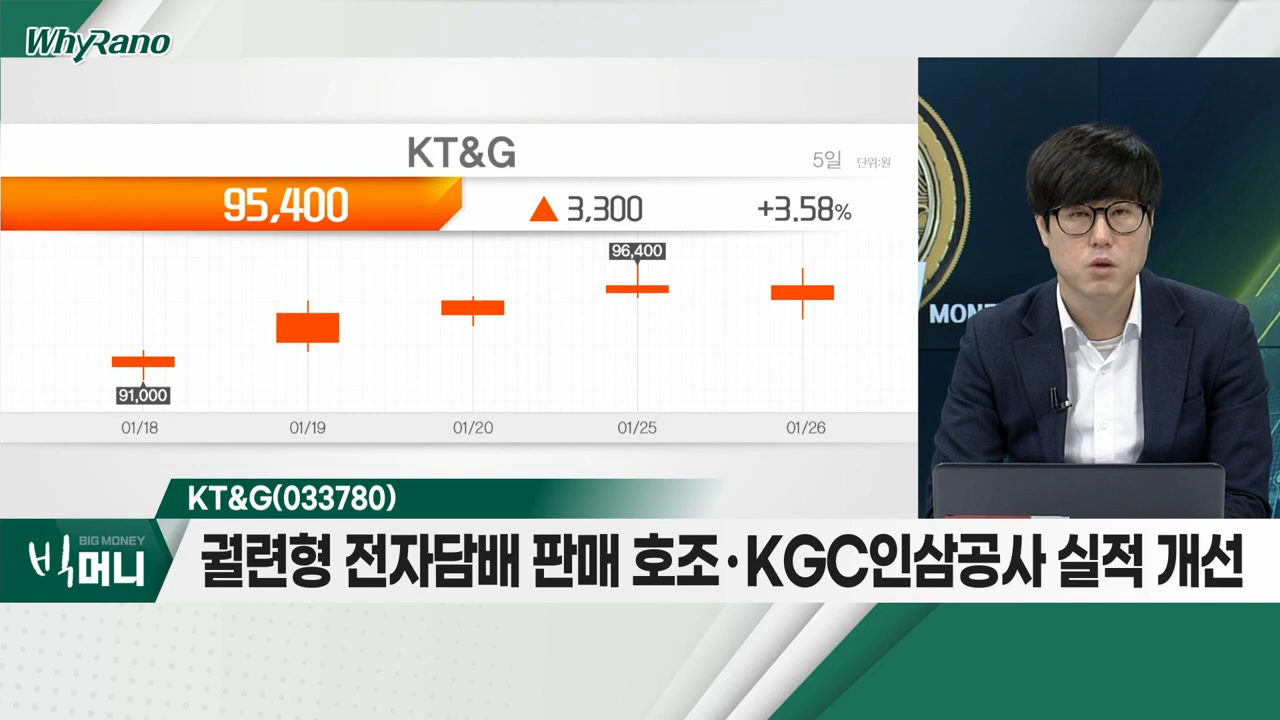 WhyRano
KT&G
5일 단위:원
95,400 ▲ 3,300 +3.58%
96,400
91,000
01/18 01/19 01/20 01/25 01/26
MONE
KT&G(033780)
BIG MONEY
빅머니
궐련형 전자담배 판매 호조·KGC인삼공사 실적 개선